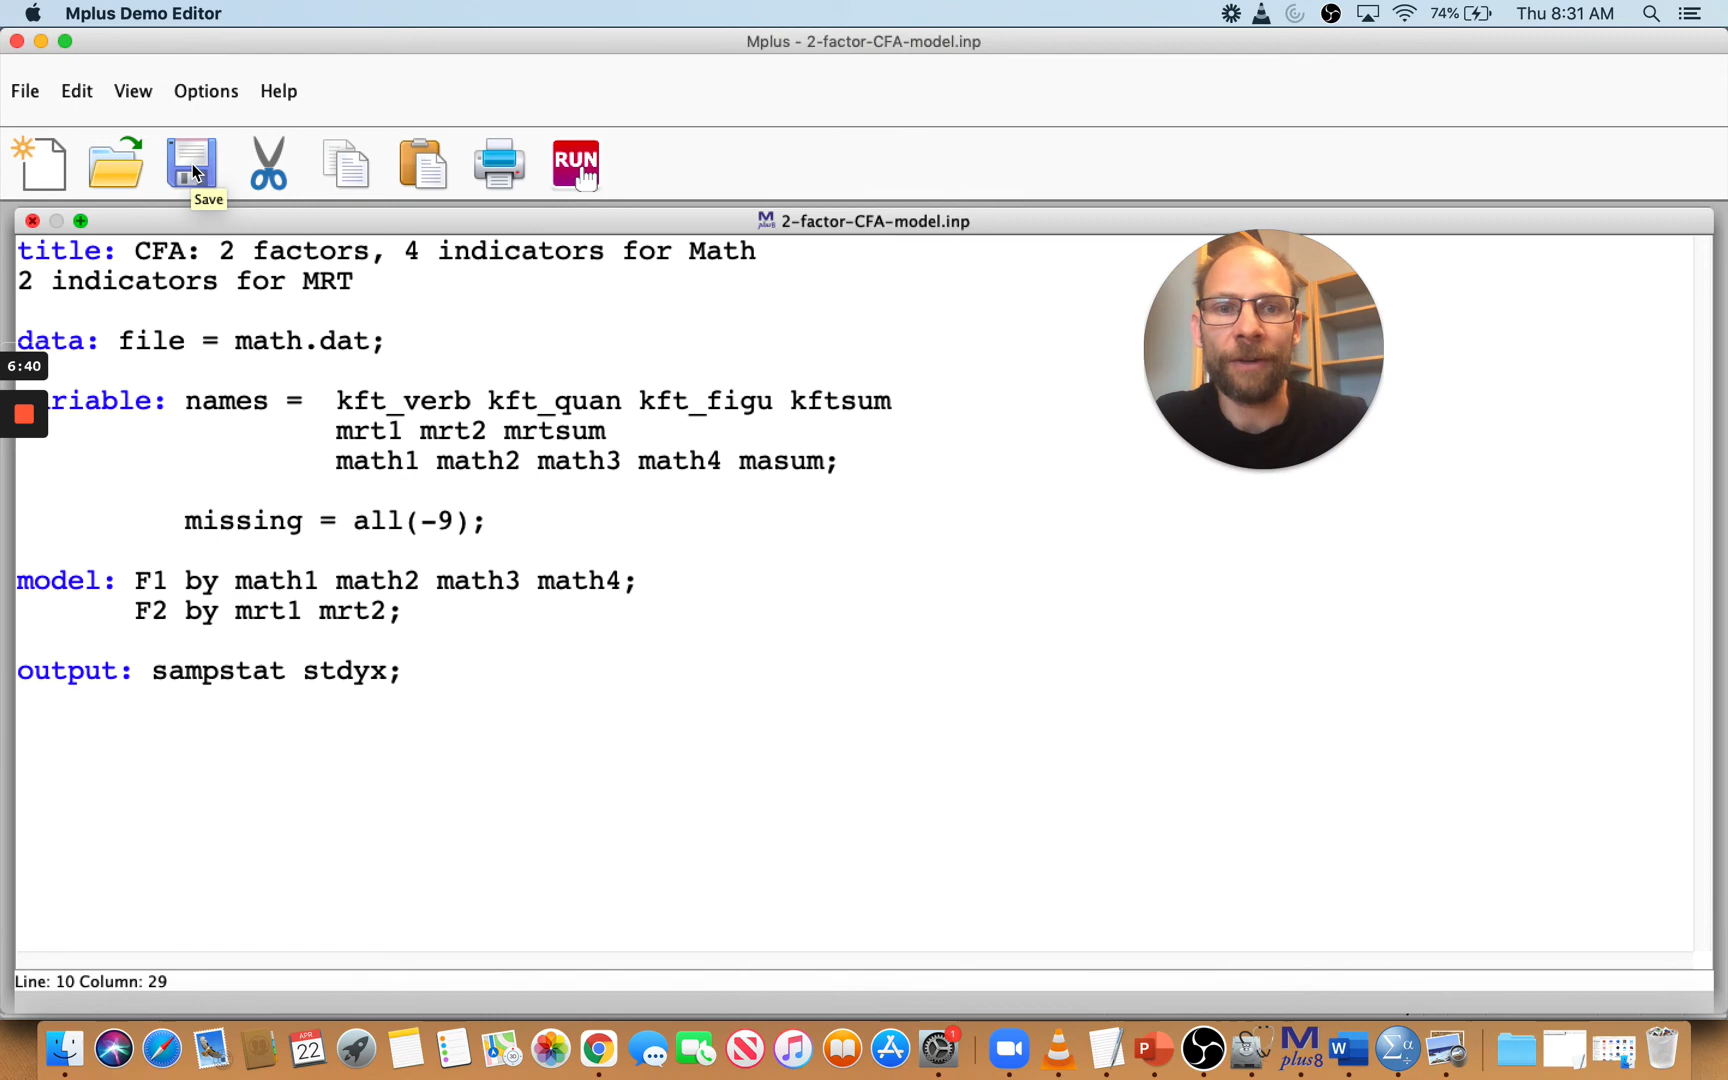 Mplus Demo Editor
74%
Thu 8:31 AM
Mplus - 2-factor-CFA-model.inp
File Edit View Options Help
RUN
Save
2-factor-CFA-model.inp
title: CFA: 2 factors, 4 indicators for Math
2 indicators for MRT
data: file = math.dat;
6:40
riable: names = kft_verb kft_quan kft_figu kftsum
mrt1 mrt2 mrtsum
math1 math2 math3 math4 masum;
missing = all(-9);
model: F1 by math1 math2 math3 math4;
F2 by mrt1 mrt2;
output: sampstat stdyx;
Line: 10 Column: 29
APR
22
1
M
plus8
W
Σα